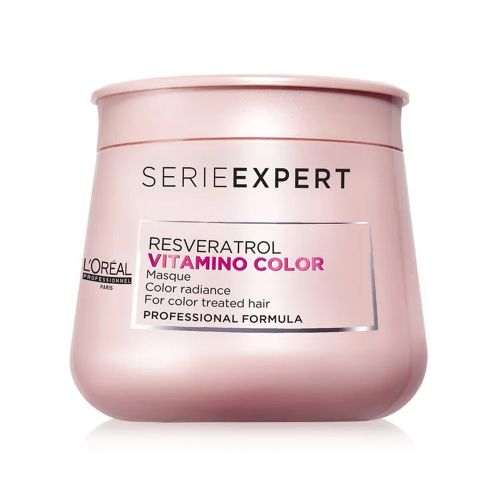 SERIEEXPERT
RESVERATROL
VITAMINO COLOR
Masque
Color radiance
For color treated hair
PROFESSIONAL FORMULA
L'ORÉAL
PROFESSIONNEL
PARIS